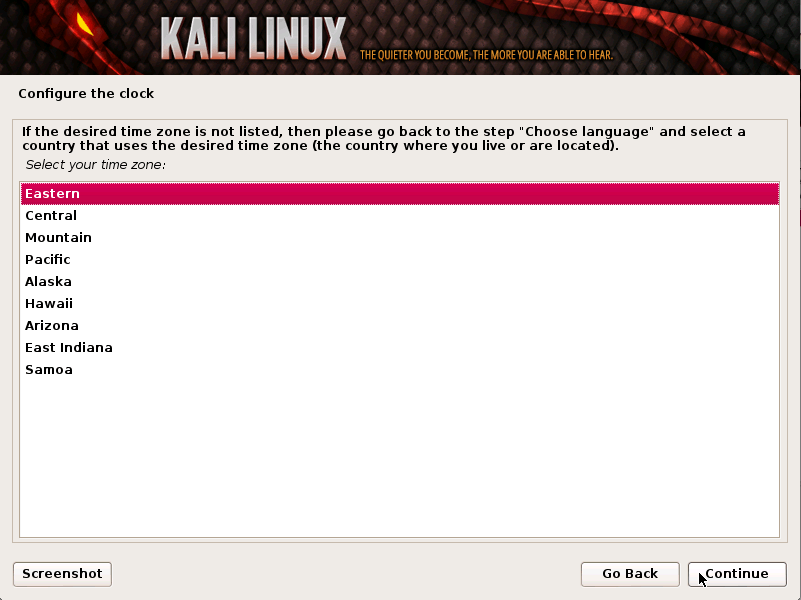 KALI LINUX
THE QUIETER YOU BECOME, THE MORE YOU ARE ABLE TO HEAR.
Configure the clock
If the desired time zone is not listed, then please go back to the step "Choose language" and select a
country that uses the desired time zone (the country where you live or are located).
Select your time zone:
Eastern
Central
Mountain
Pacific
Alaska
Hawaii
Arizona
East Indiana
Samoa
Screenshot
Go Back
Continue